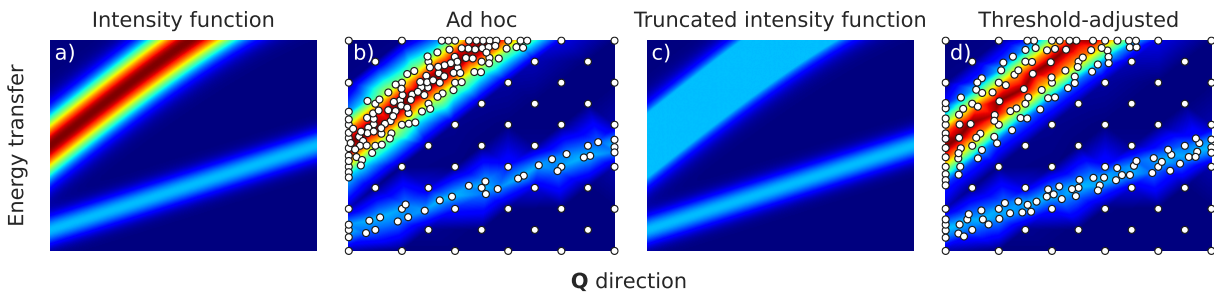 Intensity function
Ad hoc
Truncated intensity function
Threshold-adjusted
a)
b)
c)
d)
Energy transfer
Q direction